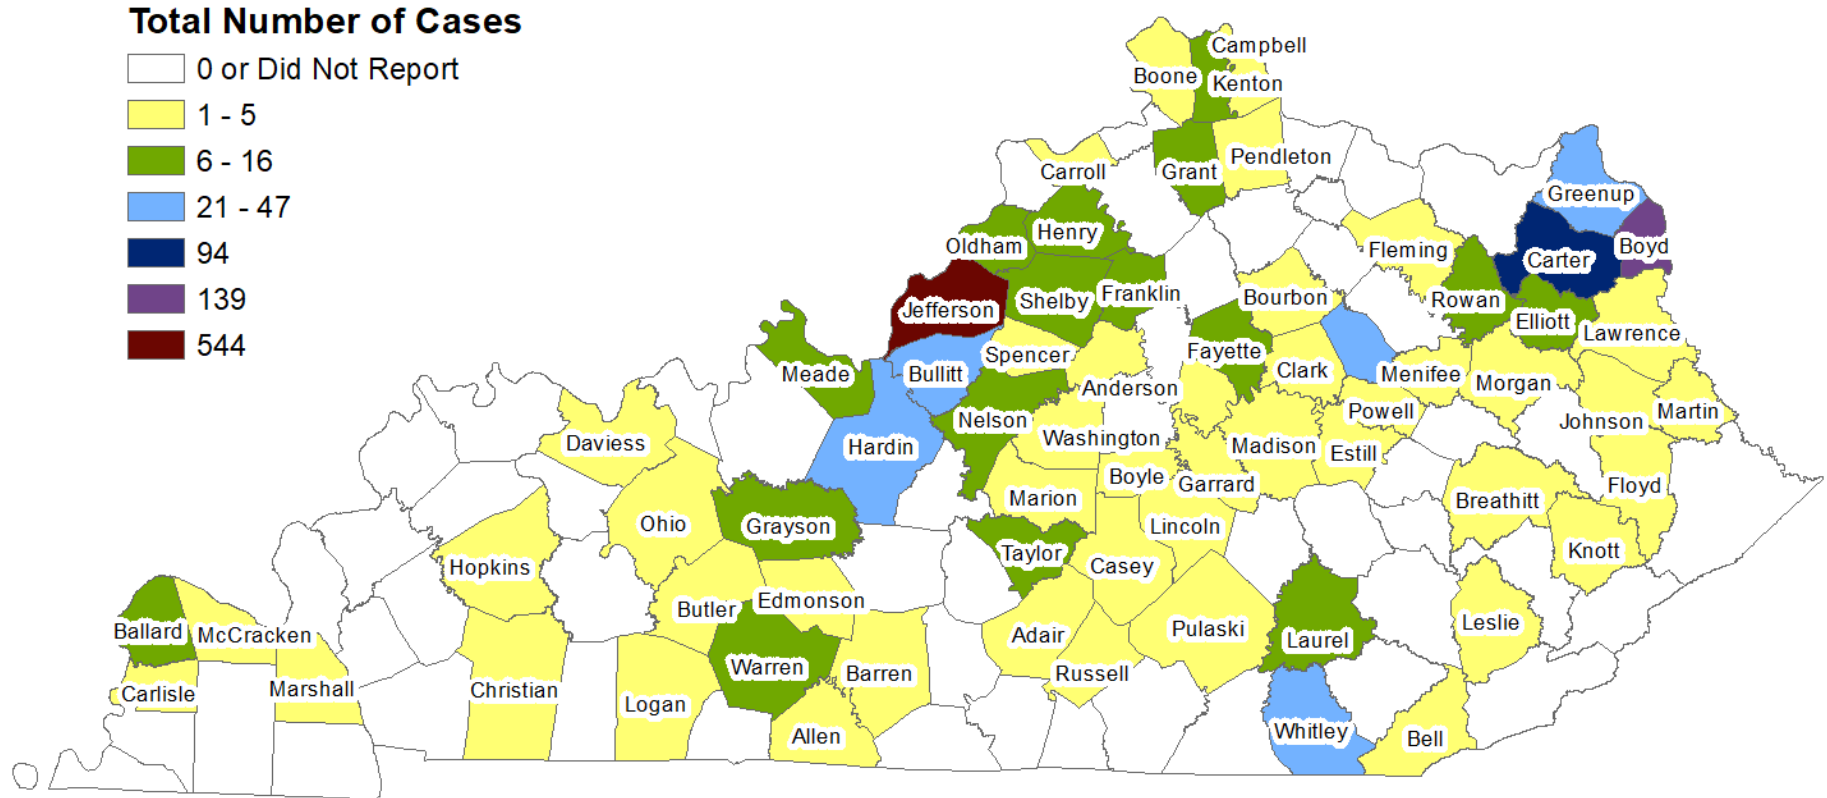 Total Number of Cases
0 or Did Not Report
1 - 5
6 - 16
21 - 47
94
139
544
Campbell
Boone
Kenton
Pendleton
Carroll
Grant
Greenup
Henry
Oldham
Fleming
Boyd
Carter
Jefferson
Shelby
Franklin
Bourbon
Rowan
Elliott
Lawrence
Spencer
Fayette
Meade
Bullitt
Clark
Menifee
Morgan
Anderson
Powell
Martin
Nelson
Johnson
Daviess
Hardin
Washington
Madison
Estill
Boyle
Garrard
Floyd
Marion
Breathitt
Ohio
Grayson
Lincoln
Taylor
Knott
Hopkins
Casey
Butler
Edmonson
Ballard
McCracken
Adair
Pulaski
Laurel
Leslie
Warren
Barren
Russell
Carlisle
Marshall
Christian
Logan
Allen
Whitley
Bell